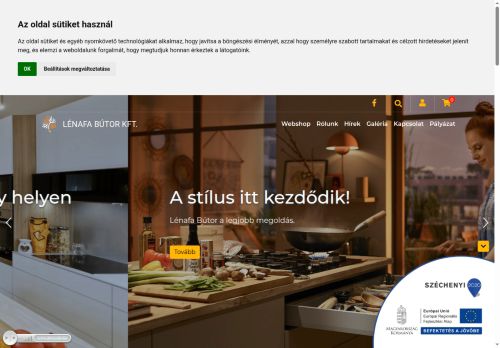 Az oldal sütiket használ
Az oldal sütiket és egyéb nyomkövető technológiákat alkalmaz, hogy javítsa a böngészési élményét, azzal hogy személyre szabott tartalmakat és célzott hirdetéseket jelenít
meg, és elemzi a weboldalunk forgalmát, hogy megtudjuk honnan érkeztek a látogatóink.
OK
Beállítások megváltoztatása
LÉNAFA BÚTOR KFT.
Webshop Rólunk Hírek Galéria Kapcsolat Pályázat
y helyen
A stílus itt kezdődik!
Lénafa Bútor a legjobb megoldás.
Tovább
SZÉCHENYI 2020
MAGYARORSZÁG
KORMÁNYA
Európai Unió
Európai Regionális
Fejlesztési Alap
BEFEKTETÉS A JÖVŐBE